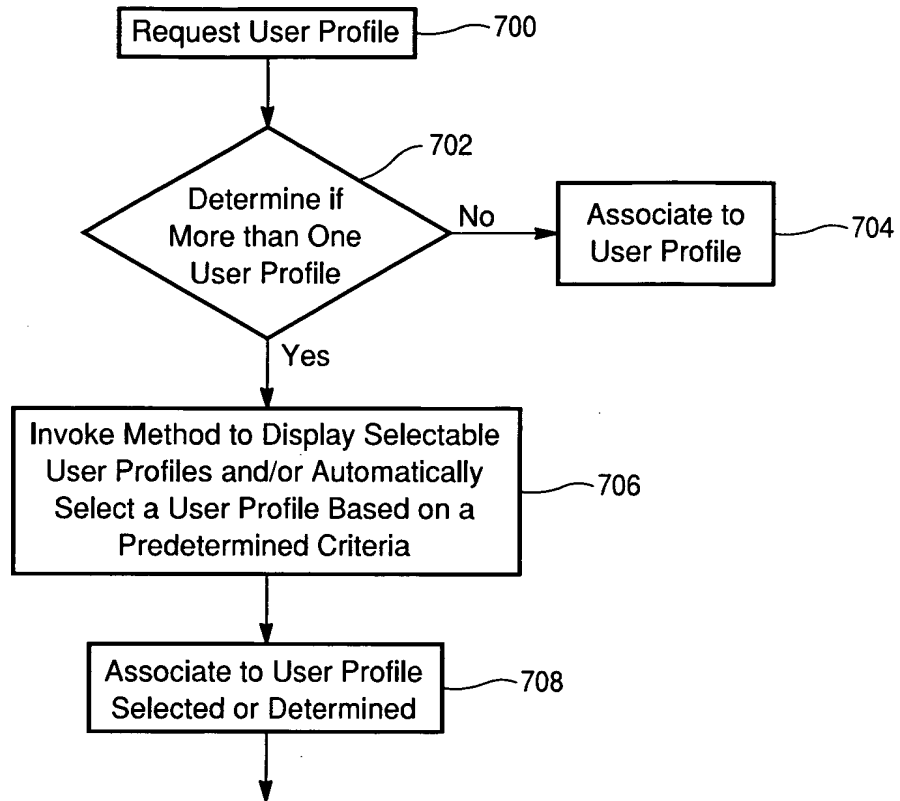 Request User Profile
700
702
Determine if
More than One
User Profile
No
Associate to
User Profile
704
Yes
Invoke Method to Display Selectable
User Profiles and/or Automatically
Select a User Profile Based on a
Predetermined Criteria
706
Associate to User Profile
Selected or Determined
708